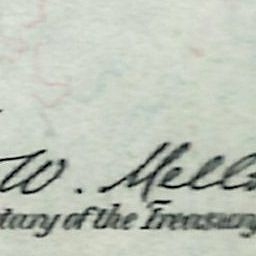 W. Mell
tary of the Treasury